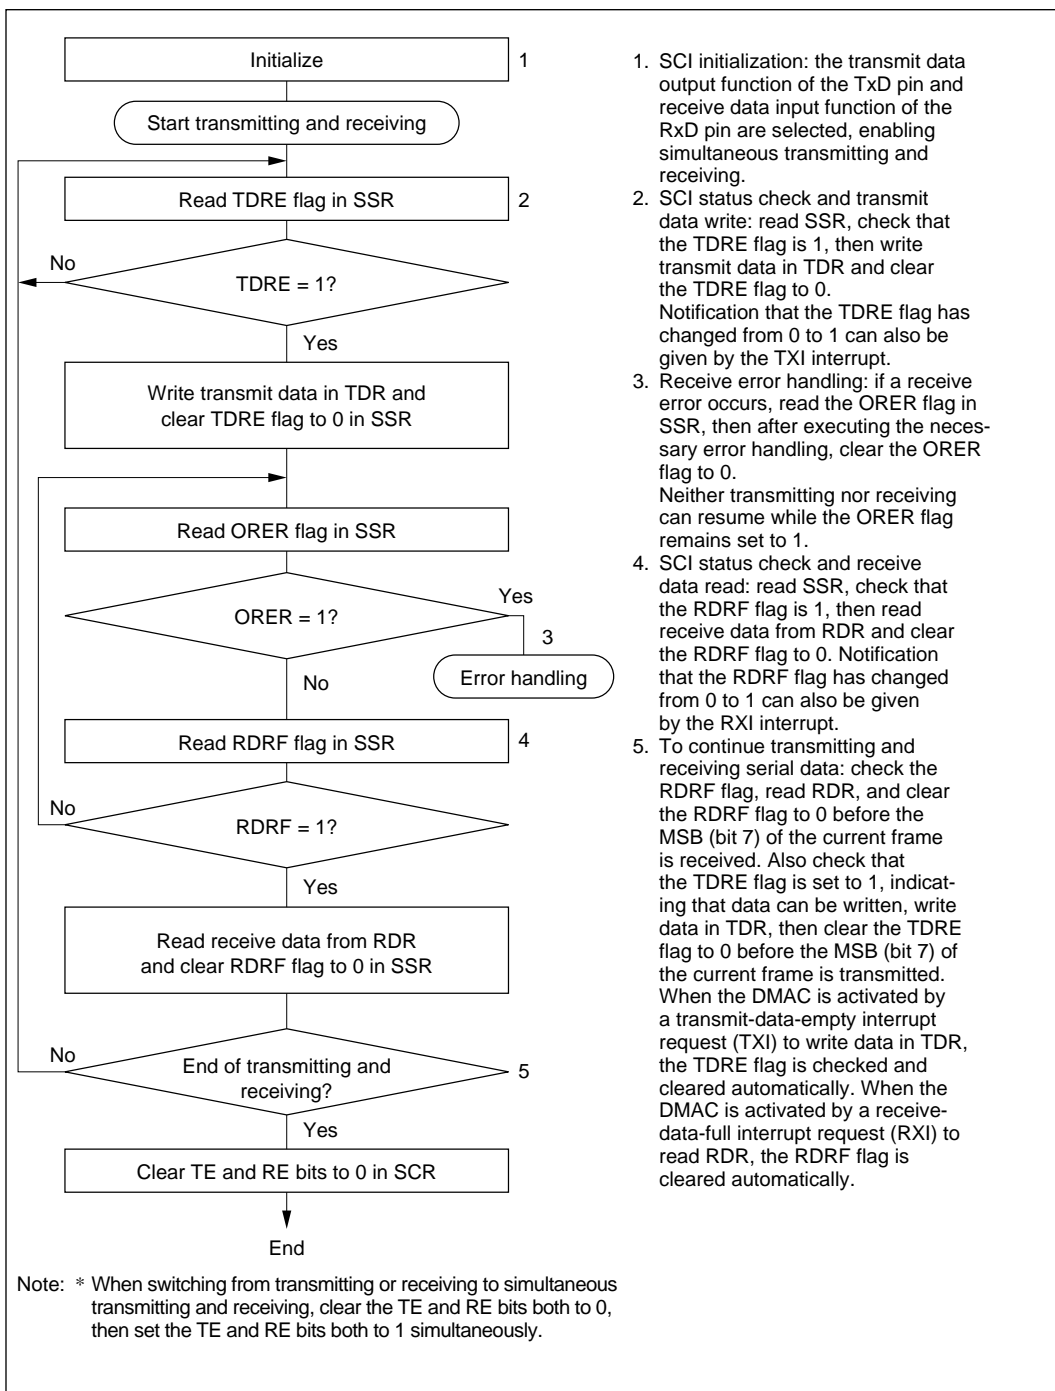 Initialize
1
Start transmitting and receiving
Read TDRE flag in SSR
2
No
TDRE = 1?
Yes
Write transmit data in TDR and
clear TDRE flag to 0 in SSR
Read ORER flag in SSR
ORER = 1?
Yes
3
Error handling
No
Read RDRF flag in SSR
4
No
RDRF = 1?
Yes
Read receive data from RDR
and clear RDRF flag to 0 in SSR
No
End of transmitting and
receiving?
5
Yes
Clear TE and RE bits to 0 in SCR
End
1. SCI initialization: the transmit data
output function of the TxD pin and
receive data input function of the
RxD pin are selected, enabling
simultaneous transmitting and
receiving.
2. SCI status check and transmit
data write: read SSR, check that
the TDRE flag is 1, then write
transmit data in TDR and clear
the TDRE flag to 0.
Notification that the TDRE flag has
changed from 0 to 1 can also be
given by the TXI interrupt.
3. Receive error handling: if a receive
error occurs, read the ORER flag in
SSR, then after executing the neces-
sary error handling, clear the ORER
flag to 0.
Neither transmitting nor receiving
can resume while the ORER flag
remains set to 1.
4. SCI status check and receive
data read: read SSR, check that
the RDRF flag is 1, then read
receive data from RDR and clear
the RDRF flag to 0. Notification
that the RDRF flag has changed
from 0 to 1 can also be given
by the RXI interrupt.
5. To continue transmitting and
receiving serial data: check the
RDRF flag, read RDR, and clear
the RDRF flag to 0 before the
MSB (bit 7) of the current frame
is received. Also check that
the TDRE flag is set to 1, indicat-
ing that data can be written, write
data in TDR, then clear the TDRE
flag to 0 before the MSB (bit 7) of
the current frame is transmitted.
When the DMAC is activated by
a transmit-data-empty interrupt
request (TXI) to write data in TDR,
the TDRE flag is checked and
cleared automatically. When the
DMAC is activated by a receive-
data-full interrupt request (RXI) to
read RDR, the RDRF flag is
cleared automatically.
Note: * When switching from transmitting or receiving to simultaneous
transmitting and receiving, clear the TE and RE bits both to 0,
then set the TE and RE bits both to 1 simultaneously.